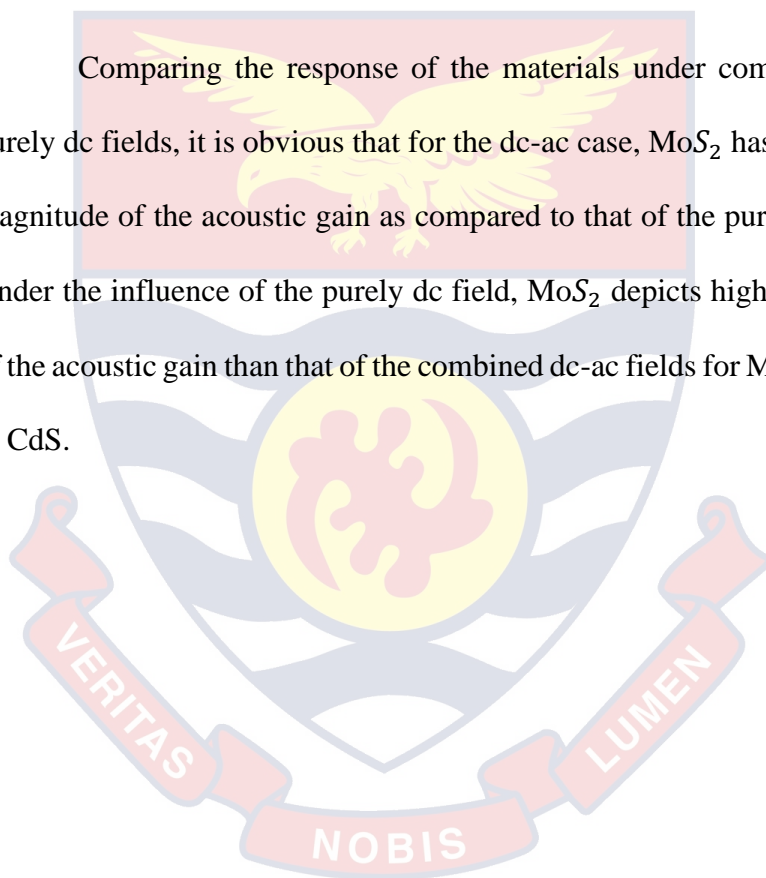 Comparing the response of the materials under com
urely dc fields, it is obvious that for the dc-ac case, MoS₂ has
agnitude of the acoustic gain as compared to that of the pur
nder the influence of the purely dc field, MoS₂ depicts high
f the acoustic gain than that of the combined dc-ac fields for M
CdS.
VERITAS
NOBIS
LUMEN